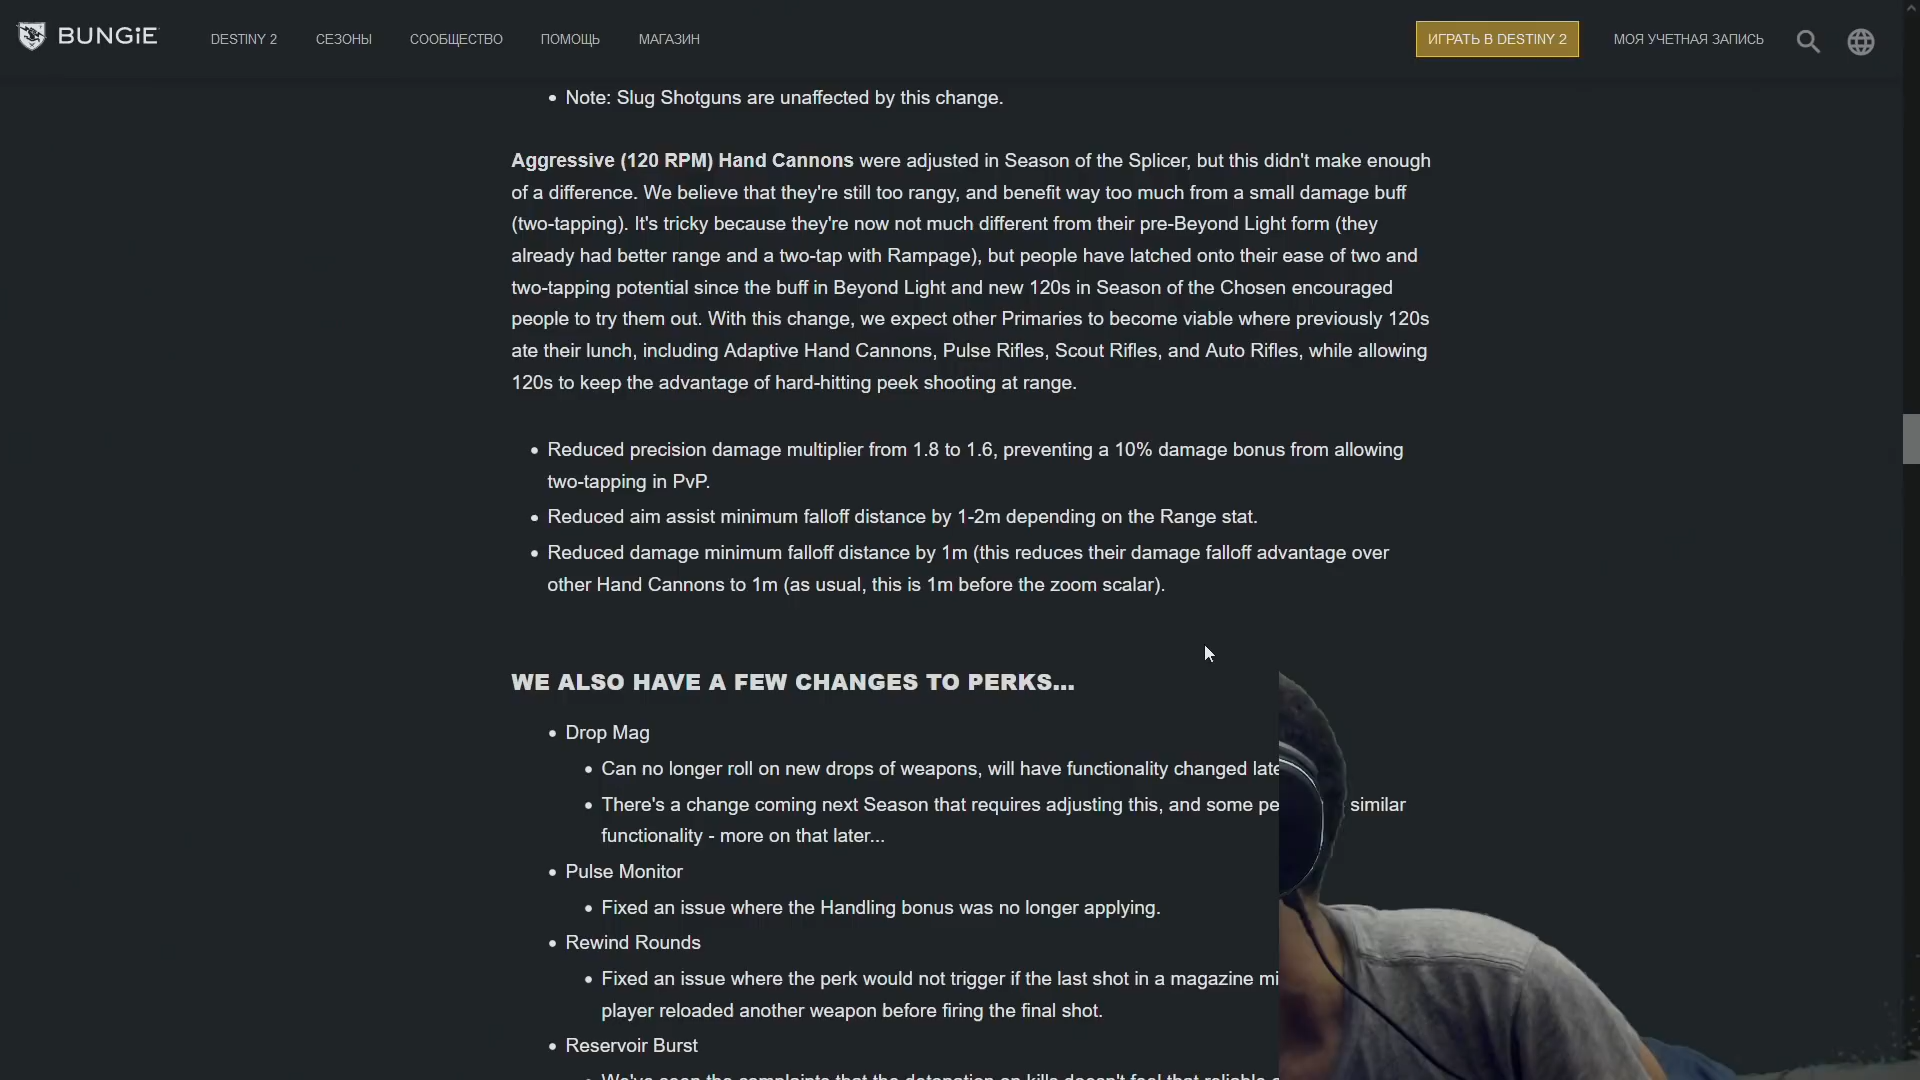 BUNGiE DESTINY 2 СЕЗОНЫ СООБЩЕСТВО ПОМОЩЬ МАГАЗИН ИГРАТЬ В DESTINY 2 МОЯ УЧЕТНАЯ ЗАПИСЬ
• Note: Slug Shotguns are unaffected by this change.
Aggressive (120 RPM) Hand Cannons were adjusted in Season of the Splicer, but this didn't make enough
of a difference. We believe that they're still too rangy, and benefit way too much from a small damage buff
(two-tapping). It's tricky because they're now not much different from their pre-Beyond Light form (they
already had better range and a two-tap with Rampage), but people have latched onto their ease of two and
two-tapping potential since the buff in Beyond Light and new 120s in Season of the Chosen encouraged
people to try them out. With this change, we expect other Primaries to become viable where previously 120s
ate their lunch, including Adaptive Hand Cannons, Pulse Rifles, Scout Rifles, and Auto Rifles, while allowing
120s to keep the advantage of hard-hitting peek shooting at range.
• Reduced precision damage multiplier from 1.8 to 1.6, preventing a 10% damage bonus from allowing
two-tapping in PvP.
• Reduced aim assist minimum falloff distance by 1-2m depending on the Range stat.
• Reduced damage minimum falloff distance by 1m (this reduces their damage falloff advantage over
other Hand Cannons to 1m (as usual, this is 1m before the zoom scalar).
WE ALSO HAVE A FEW CHANGES TO PERKS...
• Drop Mag
• Can no longer roll on new drops of weapons, will have functionality changed
• There's a change coming next Season that requires adjusting this, and some similar
functionality - more on that later...
• Pulse Monitor
• Fixed an issue where the Handling bonus was no longer applying.
• Rewind Rounds
• Fixed an issue where the perk would not trigger if the last shot in a magazine
player reloaded another weapon before firing the final shot.
• Reservoir Burst